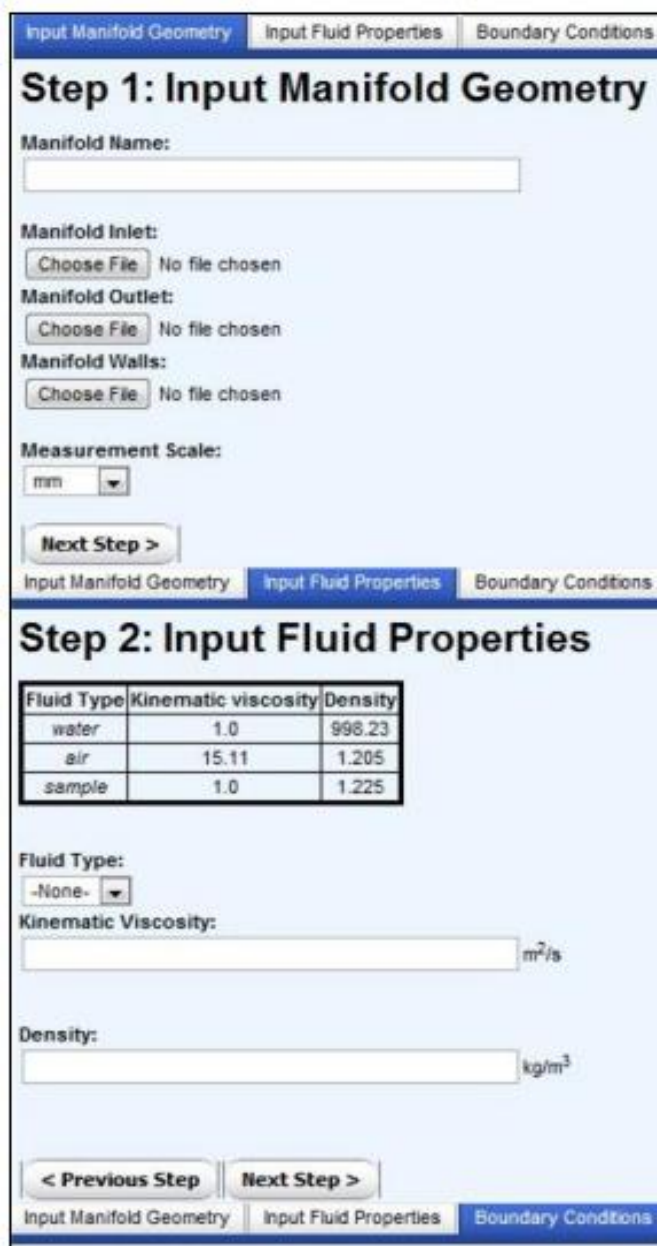 Input Manifold Geometry Input Fluid Properties Boundary Conditions
Step 1: Input Manifold Geometry
Manifold Name:
Manifold Inlet:
Choose File No file chosen
Manifold Outlet:
Choose File No file chosen
Manifold Walls:
Choose File No file chosen
Measurement Scale:
mm
Next Step >
Input Manifold Geometry Input Fluid Properties Boundary Conditions
Step 2: Input Fluid Properties
Fluid Type Kinematic viscosity Density
water 1.0 998.23
air 15.11 1.205
sample 1.0 1.225
Fluid Type:
-None-
Kinematic Viscosity:
m²/s
Density:
kg/m³
< Previous Step Next Step >
Input Manifold Geometry Input Fluid Properties Boundary Conditions